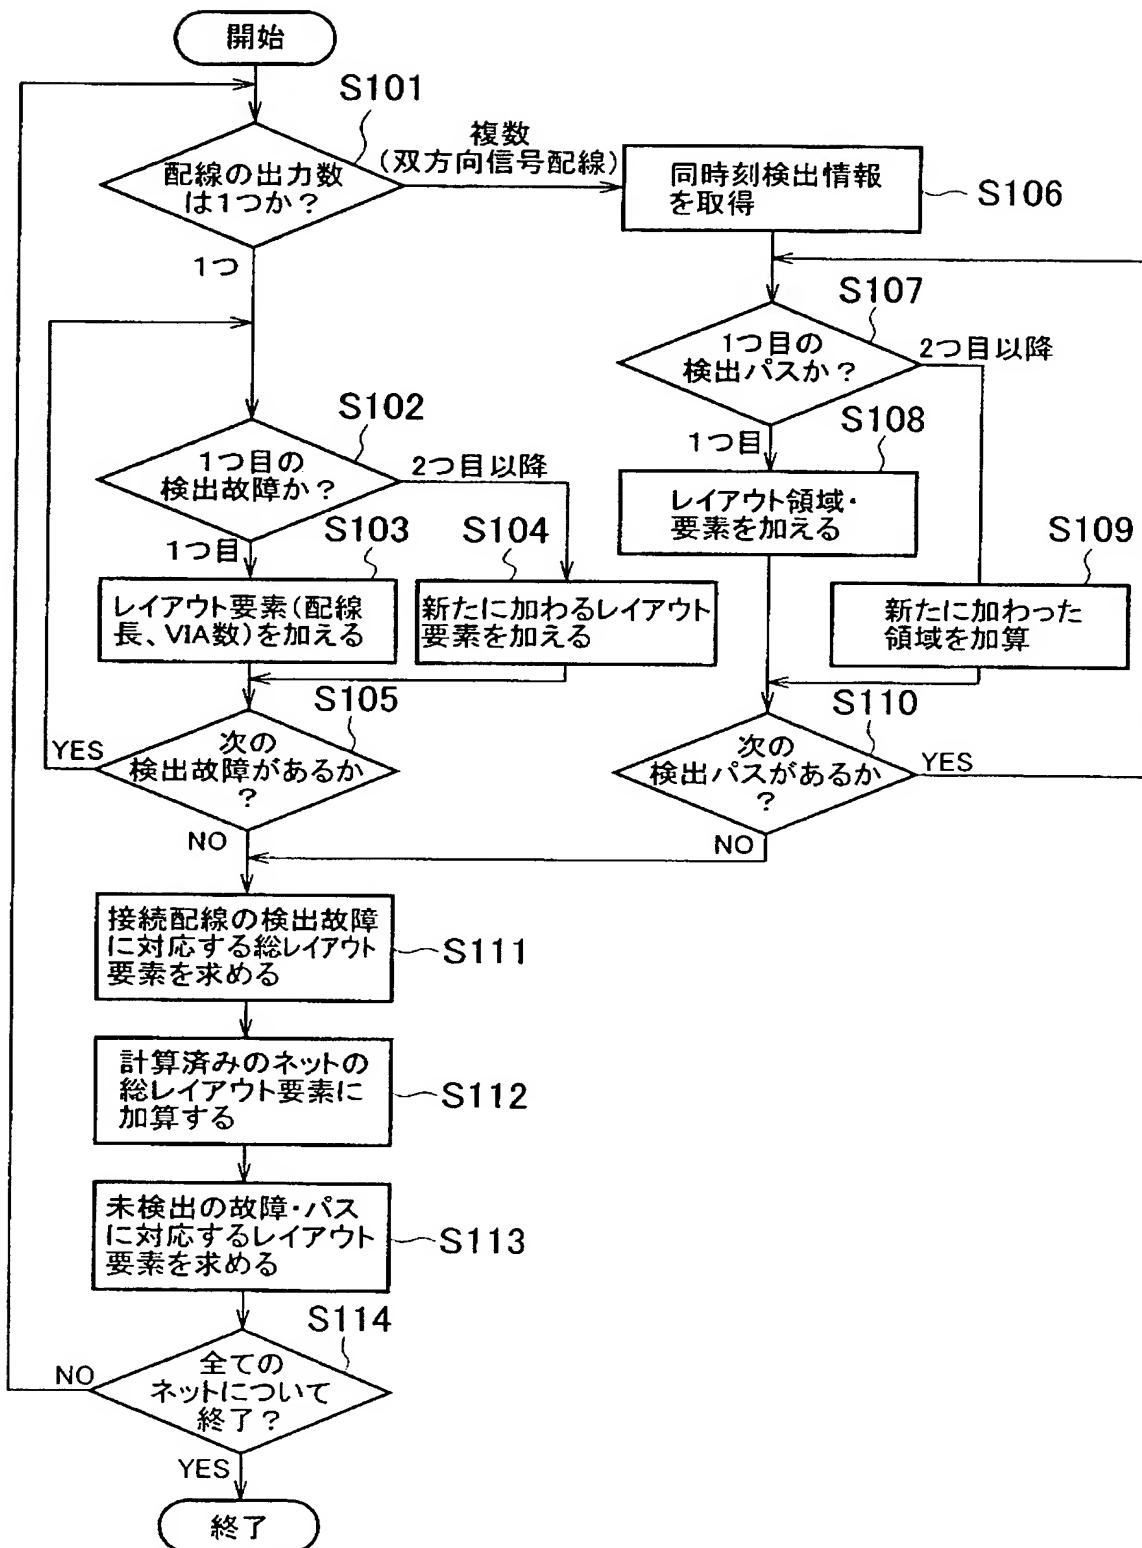 開始
S101
配線の出力数
は1つか？
複数
(双方向信号配線)
1つ
同時刻検出情報
を取得
S106
S107
1つ目の
検出パスか？
2つ目以降
S108
1つ目
レイアウト領域・
要素を加える
S109
新たに加わった
領域を加算
S102
1つ目の
検出故障か？
2つ目以降
S103
1つ目
レイアウト要素(配線
長、VIA数)を加える
S104
新たに加わるレイアウト
要素を加える
S105
次の
検出故障があるか
？
YES
NO
S110
次の
検出パスがあるか
？
YES
NO
接続配線の検出故障
に対応する総レイアウト
要素を求める
S111
計算済みのネットの
総レイアウト要素に
加算する
S112
未検出の故障・パス
に対応するレイアウト
要素を求める
S113
S114
全ての
ネットについて
終了？
NO
YES
終了